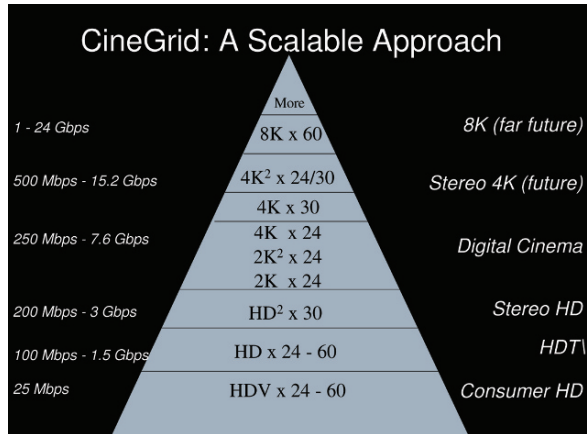 CineGrid: A Scalable Approach
More
1 - 24 Gbps
8K x 60
8K (far future)
500 Mbps - 15.2 Gbps
4K² x 24/30
Stereo 4K (future)
4K x 30
250 Mbps - 7.6 Gbps
4K x 24
2K² x 24
2K x 24
Digital Cinema
200 Mbps - 3 Gbps
HD² x 30
Stereo HD
100 Mbps - 1.5 Gbps
HD x 24 - 60
HDT\
25 Mbps
HDV x 24 - 60
Consumer HD